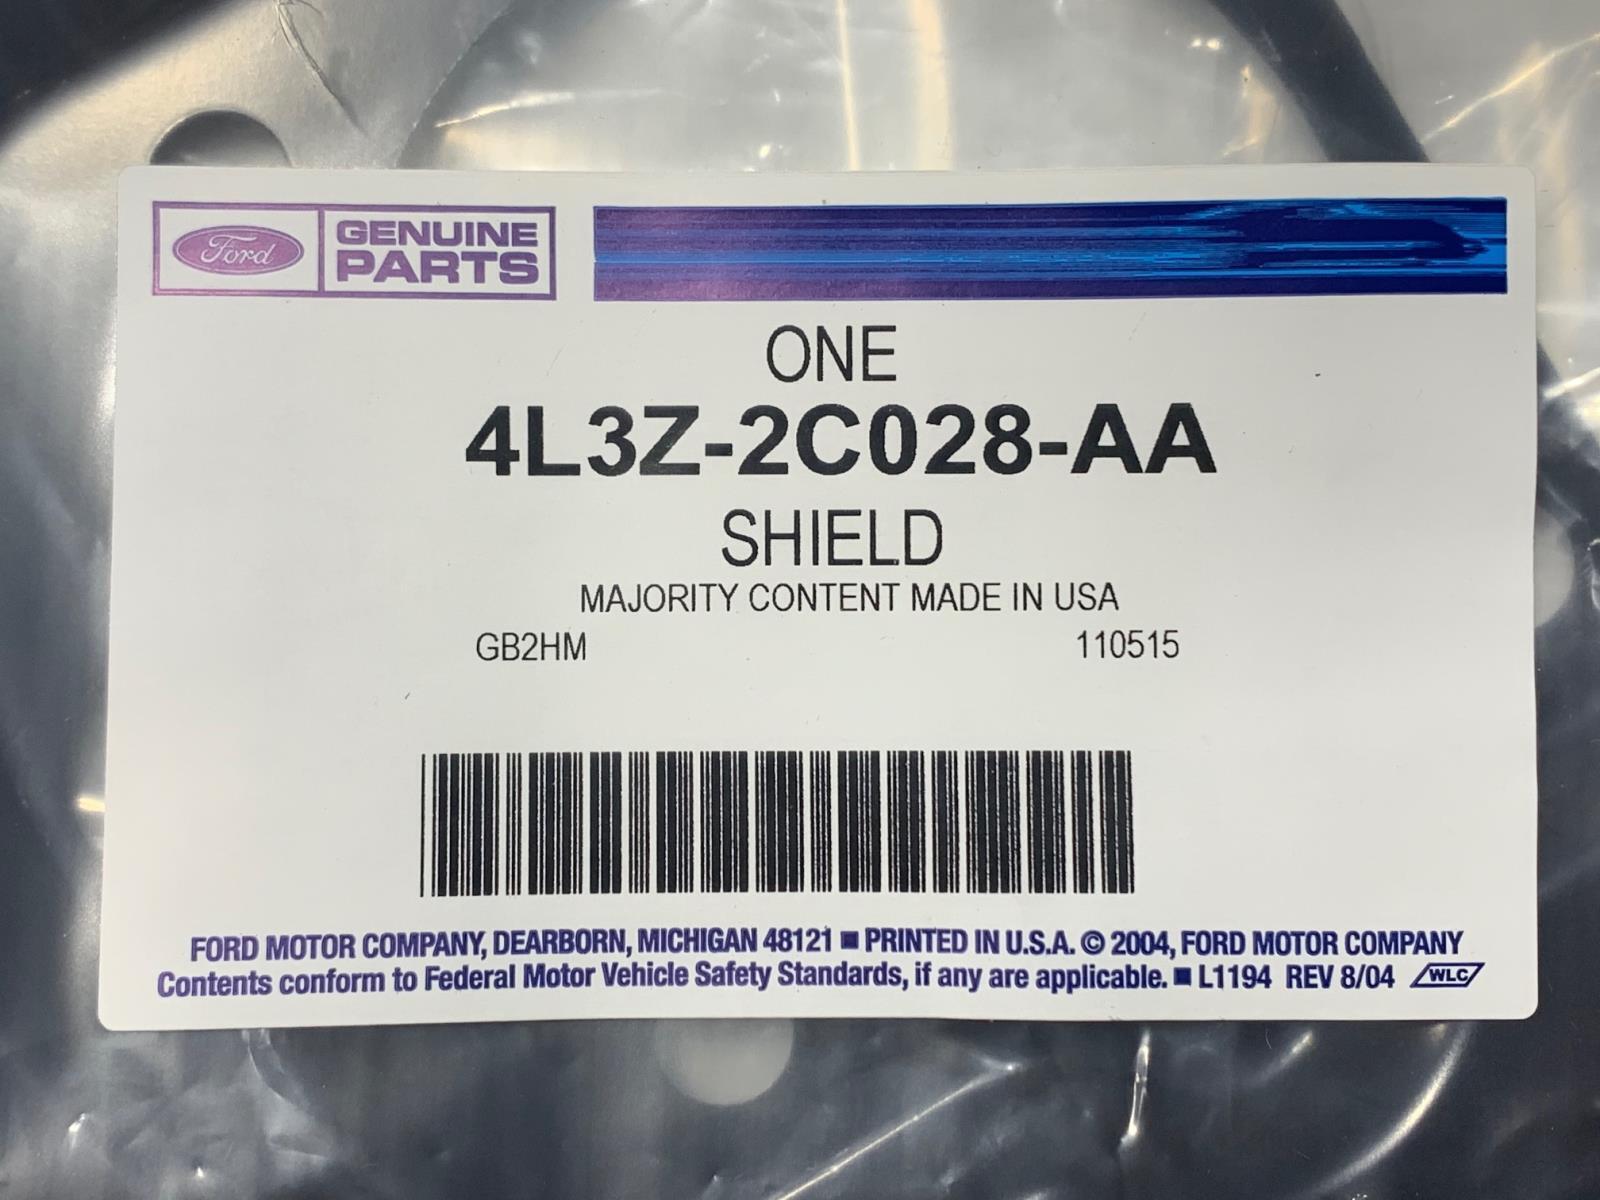 Ford
GENUINE
PARTS
ONE
4L3Z-2C028-AA
SHIELD
MAJORITY CONTENT MADE IN USA
GB2HM 110515
FORD MOTOR COMPANY, DEARBORN, MICHIGAN 48121 ■ PRINTED IN U.S.A. © 2004, FORD MOTOR COMPANY
Contents conform to Federal Motor Vehicle Safety Standards, if any are applicable. ■ L1194 REV 8/04 WLC